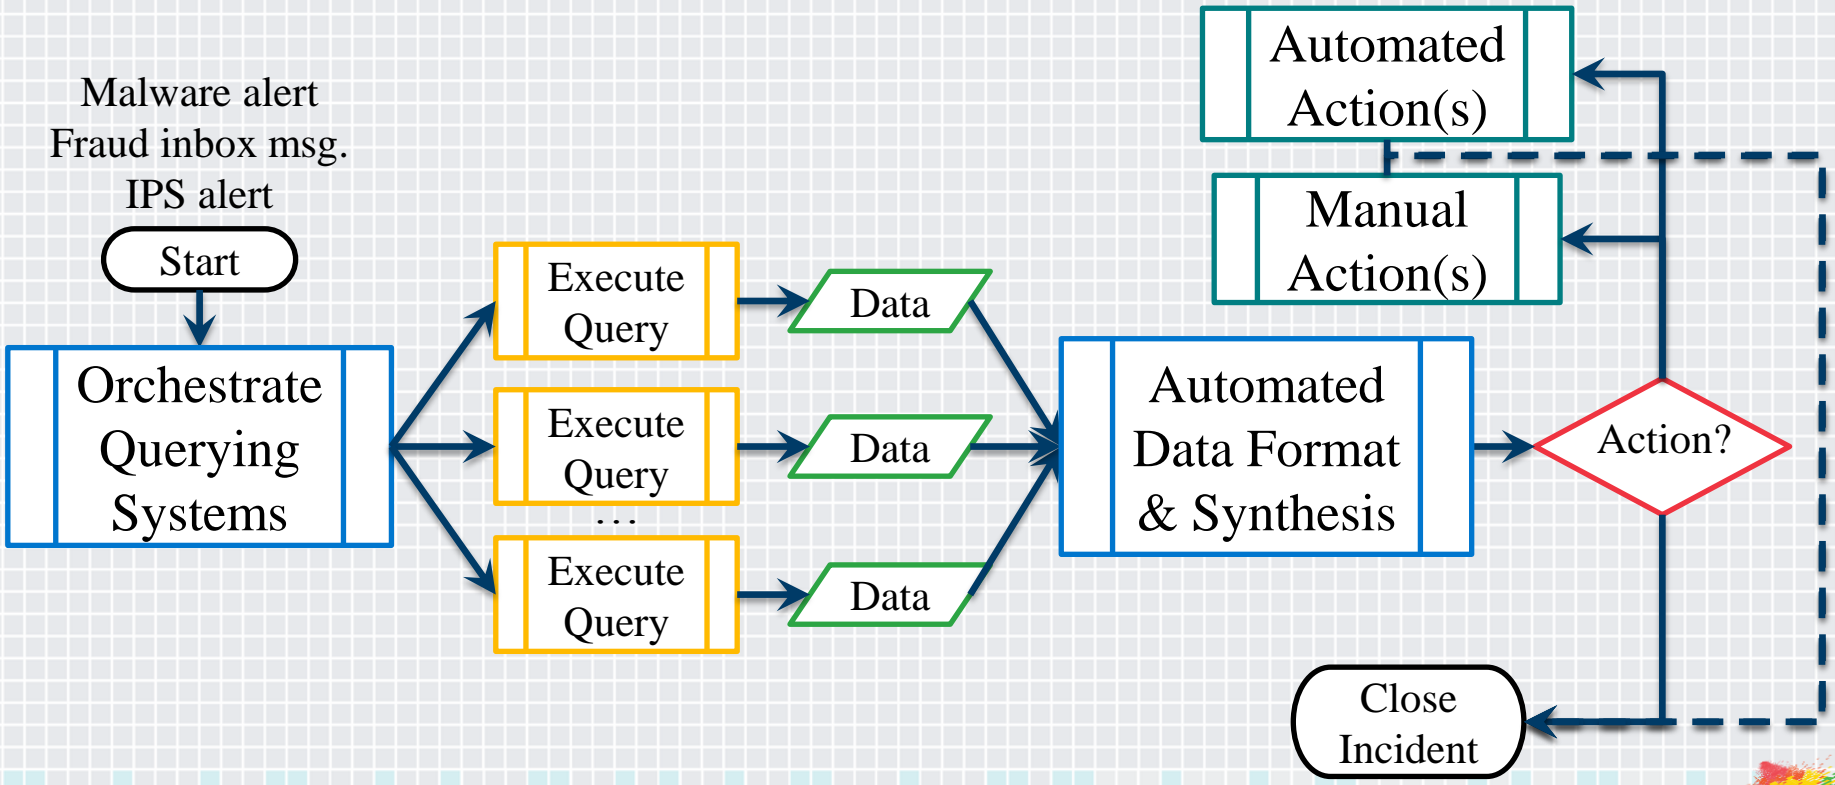 Malware alert
Fraud inbox msg.
IPS alert
Start
Orchestrate
Querying
Systems
Execute
Query
Data
Execute
Query
Data
...
Execute
Query
Data
Automated
Data Format
& Synthesis
Action?
Automated
Action(s)
Manual
Action(s)
Close
Incident